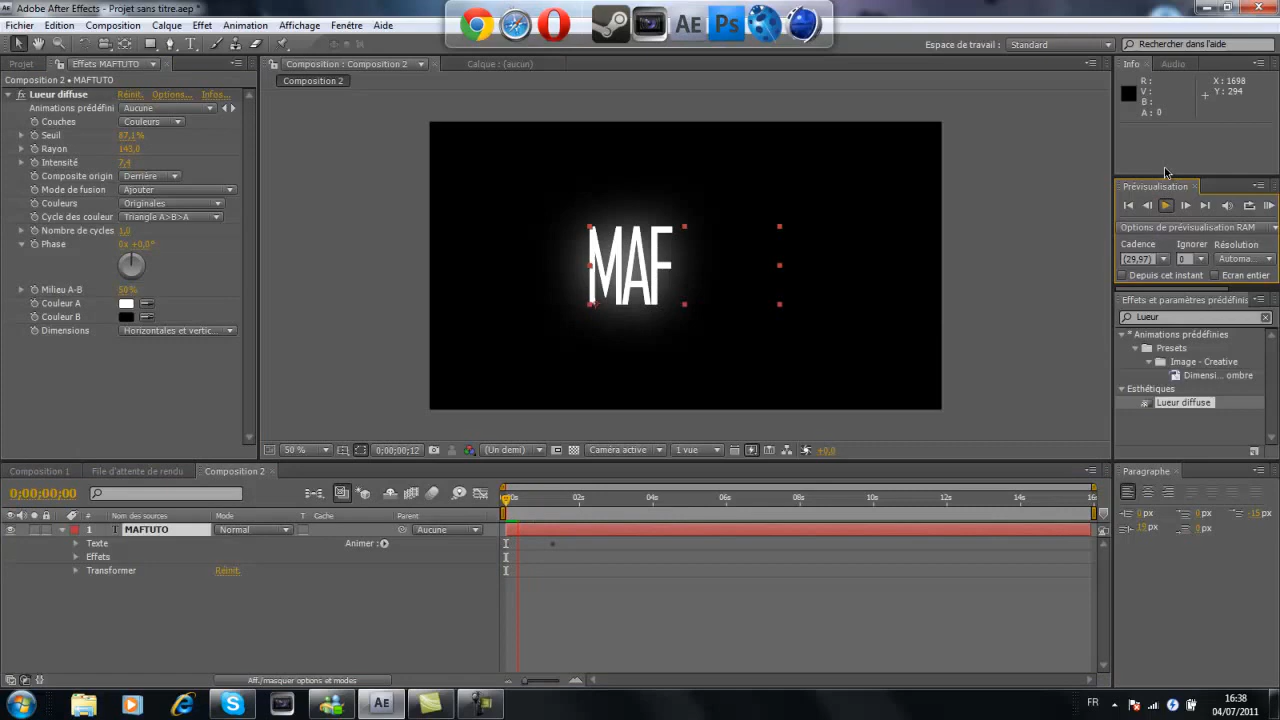 Adobe After Effects - Projet sans titre.aep *
Fichier Edition Composition Calque Effet Animation Affichage Fenêtre Aide
Ae Ps
Espace de travail : Standard Rechercher dans l'aide
Projet Effets MAFTUTO
Composition : Composition 2 Calque : (aucun)
Info Audio
Composition 2 • MAFTUTO
Composition 2
fx Lueur diffuse Réinit. Options... Infos...
Animations prédéfini Aucune
Couches Couleurs
Seuil 87,1%
Rayon 143,0
Intensité 7,4
Composite origin Derrière
Mode de fusion Ajouter
Couleurs Originales
Cycle des couleur Triangle A>B>A
Nombre de cycles 1,0
Phase 0x +0,0°
Milieu A-B 50%
Couleur A
Couleur B
Dimensions Horizontales et vertic...
MAF
R :
V :
B :
A : 0
X : 1698
Y : 294
Prévisualisation
Options de prévisualisation RAM
Cadence Ignorer Résolution
(29,97) 0 Automa...
Depuis cet instant Ecran entier
Effets et paramètres prédéfinis
Lueur
* Animations prédéfinies
Presets
Image - Creative
Dimensi... ombre
Esthétiques
Lueur diffuse
50 % 0;00;00;12 (Un demi) Caméra active 1 vue +0,0
Composition 1 File d'attente de rendu Composition 2
Paragraphe
0;00;00;00
00s 02s 04s 06s 08s 10s 12s 14s 16s
# Nom des sources Mode T Cache Parent
1 T MAFTUTO Normal Aucune
Texte Animer :
Effets
Transformer Réinit.
0 px 0 px -15 px
19 px 0 px
Aff./masquer options et modes
Ae
FR
16:38
04/07/2011